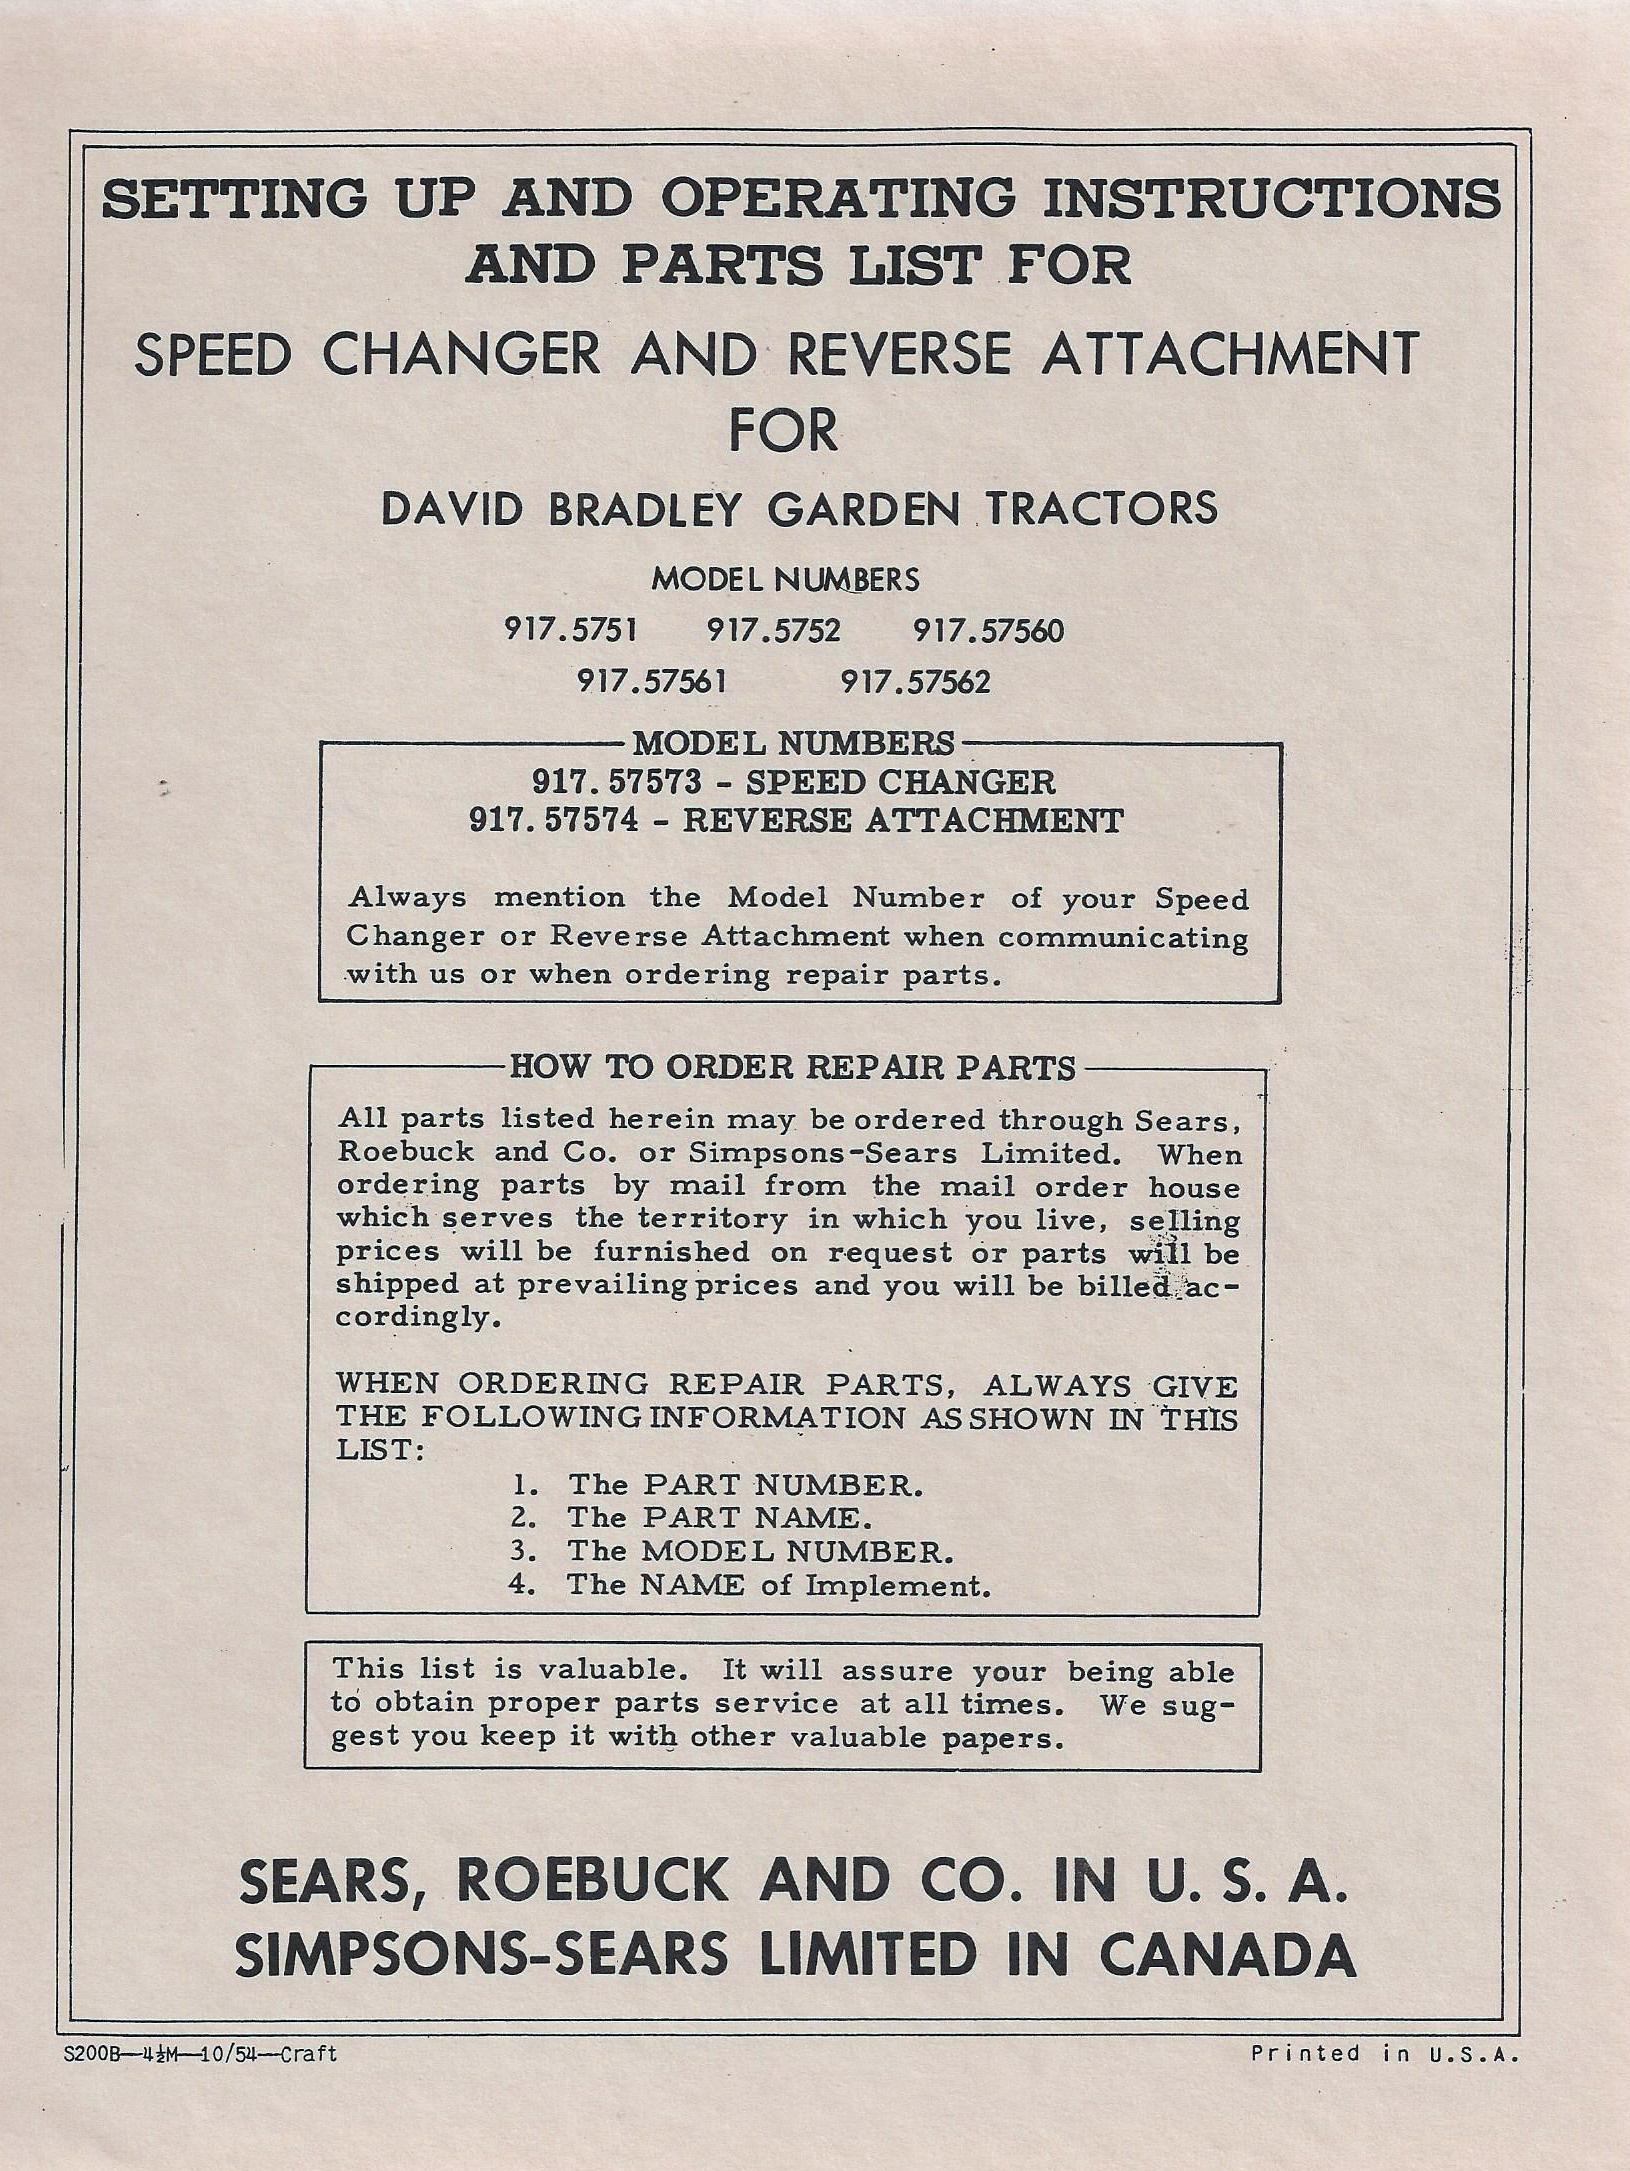 SETTING UP AND OPERATING INSTRUCTIONS
AND PARTS LIST FOR
SPEED CHANGER AND REVERSE ATTACHMENT
FOR
DAVID BRADLEY GARDEN TRACTORS
MODEL NUMBERS
917.5751 917.5752 917.57560
917.57561 917.57562
MODEL NUMBERS
917.57573 - SPEED CHANGER
917.57574 - REVERSE ATTACHMENT
Always mention the Model Number of your Speed
Changer or Reverse Attachment when communicating
with us or when ordering repair parts.
HOW TO ORDER REPAIR PARTS
All parts listed herein may be ordered through Sears,
Roebuck and Co. or Simpsons-Sears Limited. When
ordering parts by mail from the mail order house
which serves the territory in which you live, selling
prices will be furnished on request or parts will be
shipped at prevailing prices and you will be billed ac-
cordingly.
WHEN ORDERING REPAIR PARTS, ALWAYS GIVE
THE FOLLOWING INFORMATION AS SHOWN IN THIS
LIST:
1. The PART NUMBER.
2. The PART NAME.
3. The MODEL NUMBER.
4. The NAME of Implement.
This list is valuable. It will assure your being able
to obtain proper parts service at all times. We sug-
gest you keep it with other valuable papers.
SEARS, ROEBUCK AND CO. IN U. S. A.
SIMPSONS-SEARS LIMITED IN CANADA
S200B—4½M—10/54—Craft
Printed in U.S.A.